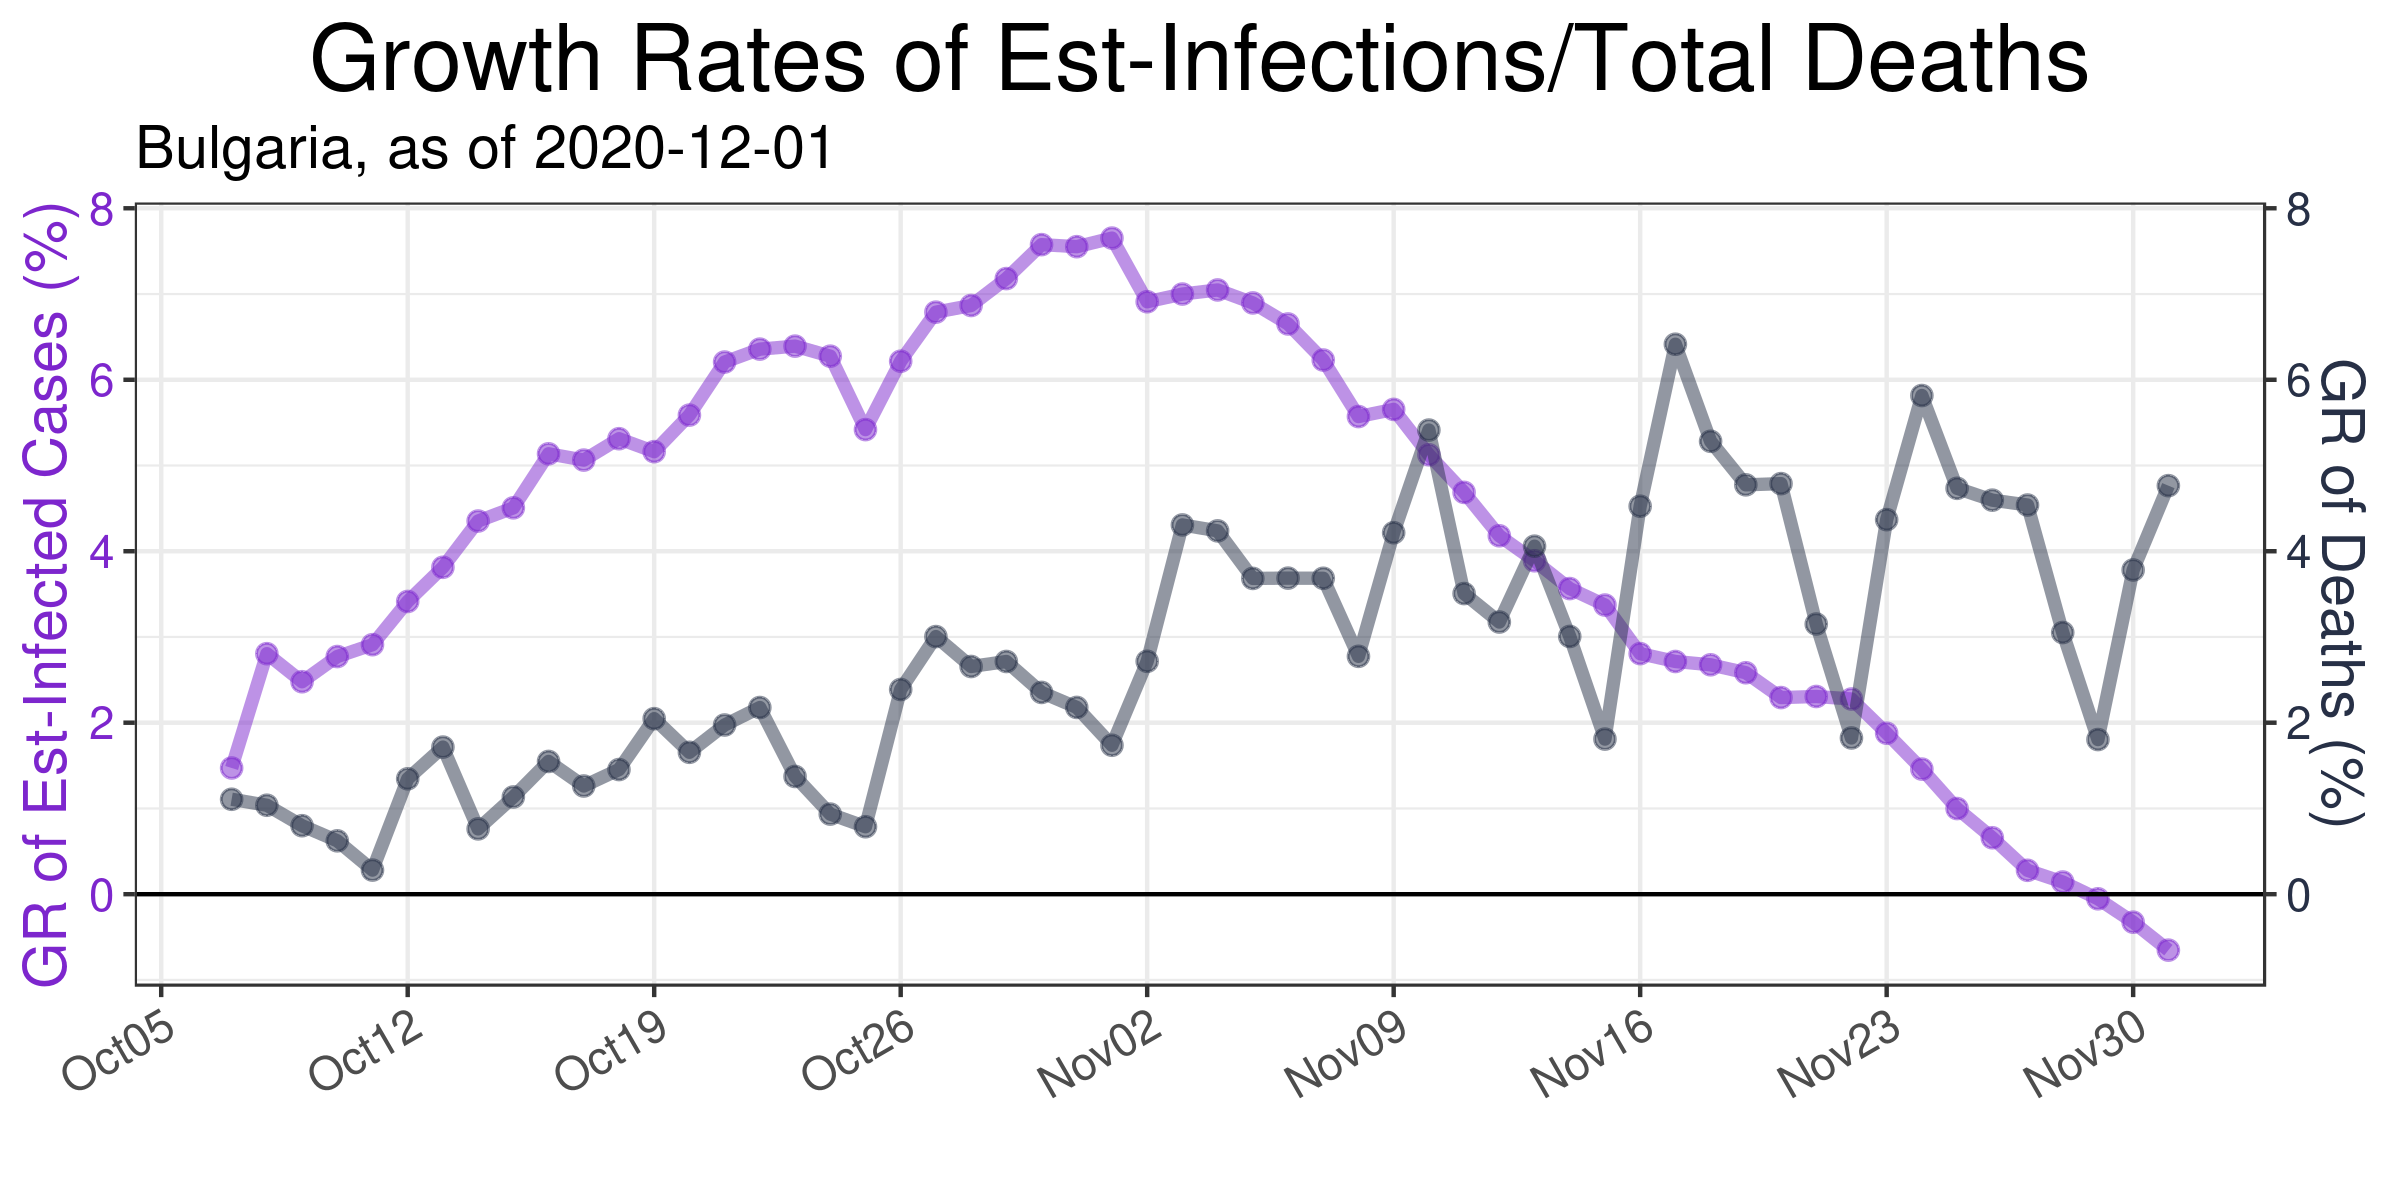 Growth Rates of Est-Infections/Total Deaths
Bulgaria, as of 2020-12-01
GR of Est-Infected Cases (%)
8
6
4
2
0
8
6
4
2
0
GR of Deaths (%)
Oct05
Oct12
Oct19
Oct26
Nov02
Nov09
Nov16
Nov23
Nov30